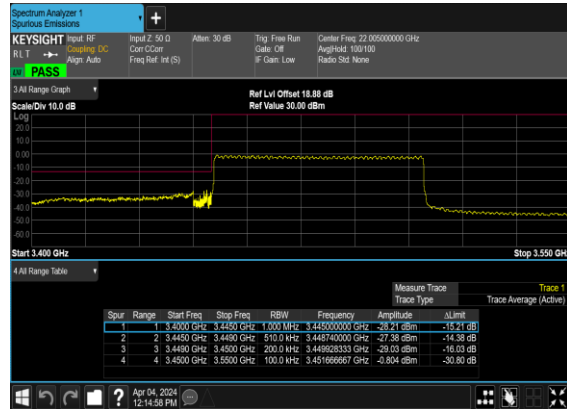 Spectrum Analyzer 1
Spurious Emissions
+
KEYSIGHT Input: RF Input Z: 50 Ω Atten: 30 dB Trig: Free Run Center Freq: 22.005000000 GHz
RLT Coupling: DC Corr CCorr Gate: Off Avg|Hold: 100/100
Align: Auto Freq Ref: Int (S) IF Gain: Low Radio Std: None
PASS
3 All Range Graph
Ref Lvl Offset 18.88 dB
Scale/Div 10.0 dB Ref Value 30.00 dBm
Log
20.0
10.0
0.00
-10.0
-20.0
-30.0
-40.0
-50.0
-60.0
Start 3.400 GHz Stop 3.550 GHz
4 All Range Table
Measure Trace Trace 1
Trace Type Trace Average (Active)
Spur Range Start Freq Stop Freq RBW Frequency Amplitude ΔLimit
1 1 3.4000 GHz 3.4450 GHz 1.000 MHz 3.445000000 GHz -28.21 dBm -15.21 dB
2 2 3.4450 GHz 3.4490 GHz 510.0 kHz 3.448740000 GHz -27.38 dBm -14.38 dB
3 3 3.4490 GHz 3.4500 GHz 200.0 kHz 3.449928333 GHz -29.03 dBm -16.03 dB
4 4 3.4500 GHz 3.5500 GHz 100.0 kHz 3.451666667 GHz -0.804 dBm -30.80 dB
? Apr 04, 2024
12:14:58 PM